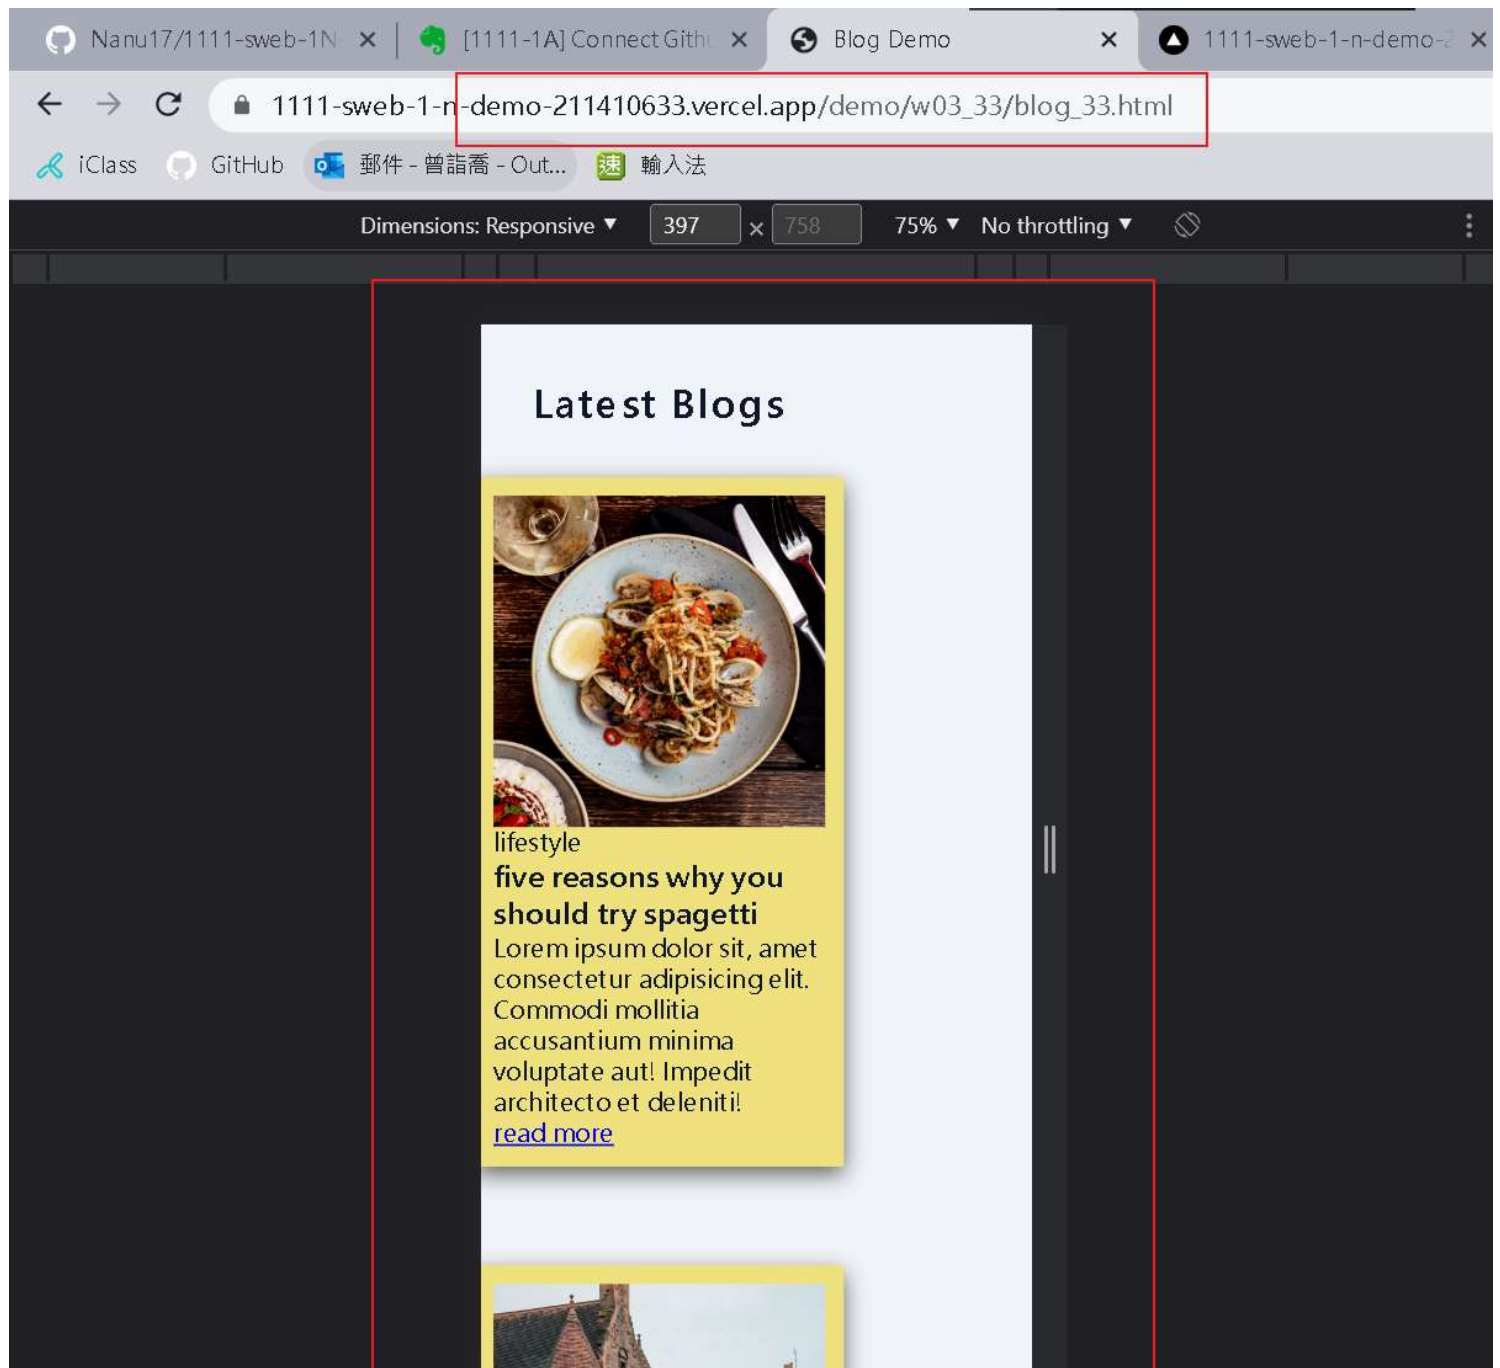 Nanu17/1111-sweb-1N
[1111-1A] Connect Gith
Blog Demo
1111-sweb-1-n-demo-2
1111-sweb-1-n-demo-211410633.vercel.app/demo/w03_33/blog_33.html
iClass
GitHub
郵件 - 曾詣喬 - Out...
速 輸入法
Dimensions: Responsive ▼ 397 × 758 75% ▼ No throttling ▼
Latest Blogs
lifestyle
five reasons why you
should try spagetti
Lorem ipsum dolor sit, amet
consectetur adipisicing elit.
Commodi mollitia
accusantium minima
voluptate aut! Impedit
architecto et deleniti!
read more